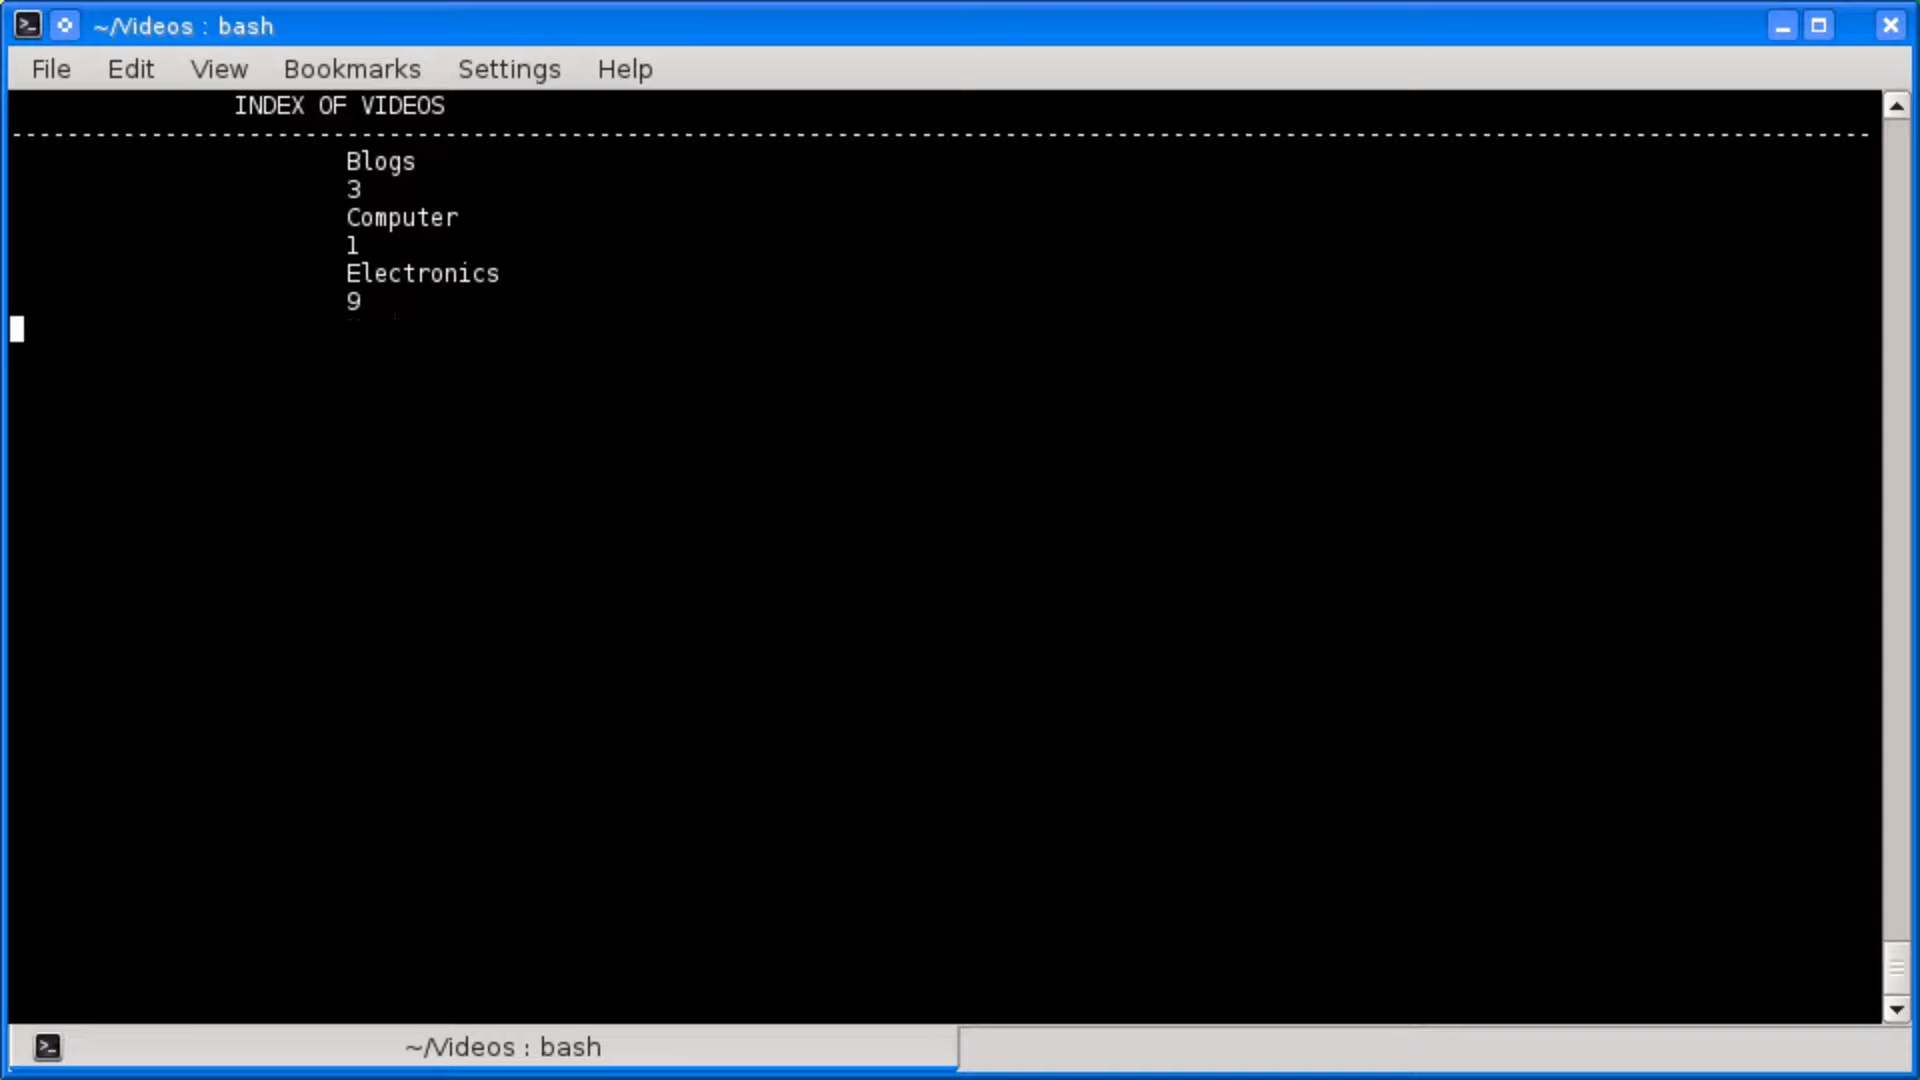 ~/Videos : bash
File Edit View Bookmarks Settings Help
INDEX OF VIDEOS
--------------------------------------------------------------------------------------------------------------------------------------
Blogs
3
Computer
1
Electronics
9
~/Videos : bash